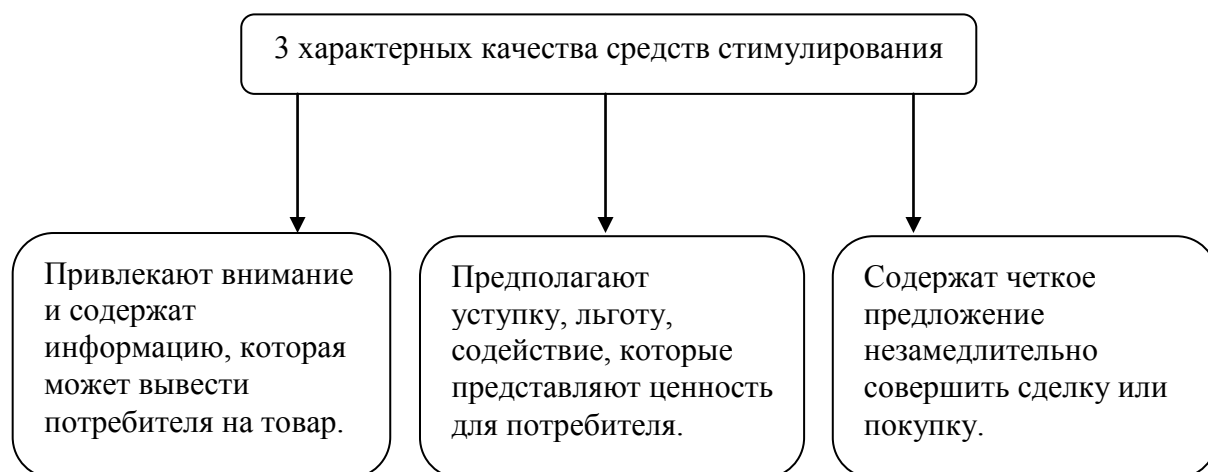 3 характерных качества средств стимулирования
Привлекают внимание
и содержат
информацию, которая
может вывести
потребителя на товар.
Предполагают
уступку, льготу,
содействие, которые
представляют ценность
для потребителя.
Содержат четкое
предложение
незамедлительно
совершить сделку или
покупку.